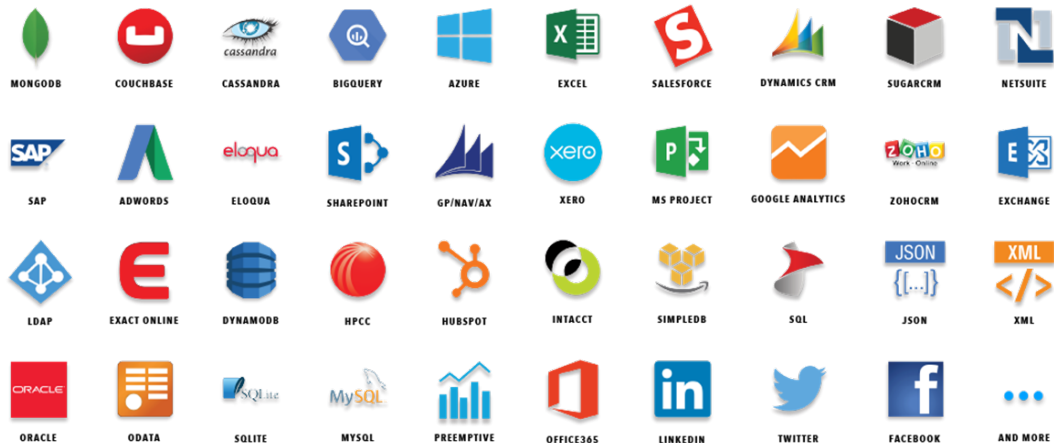 cassandra
X
S
N
MONGODB COUCHBASE CASSANDRA BIGQUERY AZURE EXCEL SALESFORCE DYNAMICS CRM SUGARCRM NETSUITE
SAP eloqua S xero P ZOHO E
Work · Online
SAP ADWORDS ELOQUA SHAREPOINT GP/NAV/AX XERO MS PROJECT GOOGLE ANALYTICS ZOHOCRM EXCHANGE
E JSON XML
{[...]} </>
LDAP EXACT ONLINE DYNAMODB HPCC HUBSPOT INTACCT SIMPLEDB SQL JSON XML
ORACLE SQLite MySQL in f
ORACLE ODATA SQLITE MYSQL PREEMPTIVE OFFICE365 LINKEDIN TWITTER FACEBOOK AND MORE